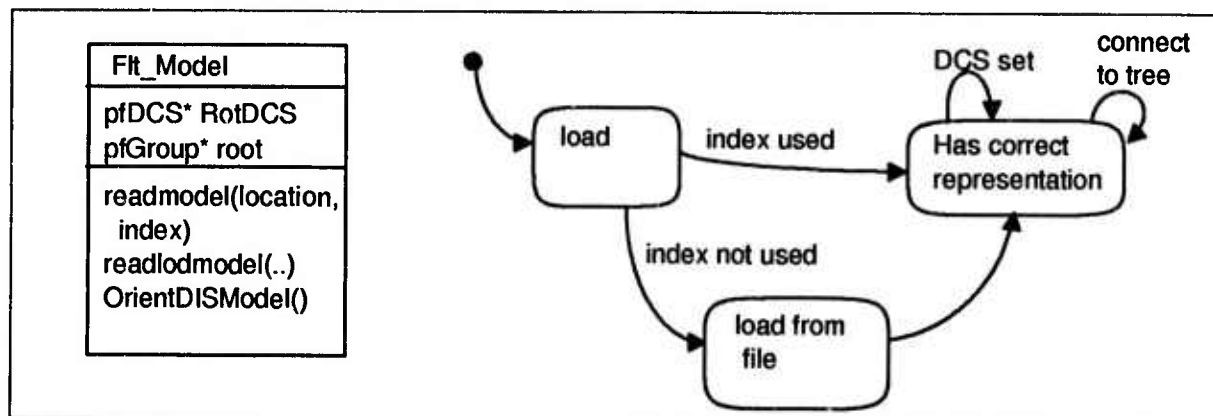 Flt_Model
pfDCS* RotDCS
pfGroup* root
readmodel(location,
index)
readlodmodel(..)
OrientDISModel()
load
index used
DCS set
connect
to tree
Has correct
representation
index not used
load from
file